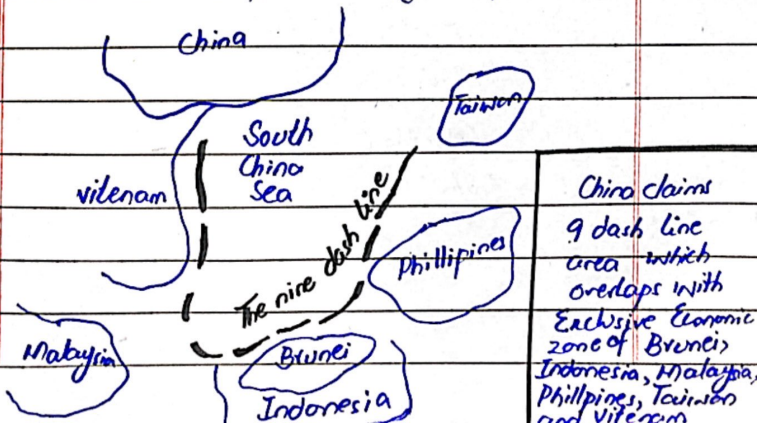 China
Taiwan
South
China
Sea
vitenam
The nine dash line
Phillipines
Malaysia
Brunei
Indonesia
China claims
9 dash line
area which
overlaps with
Exclusive Economic
zone of Brunei,
Indonesia, Malaysia,
Phillpines, Taiwan
and Vitenam